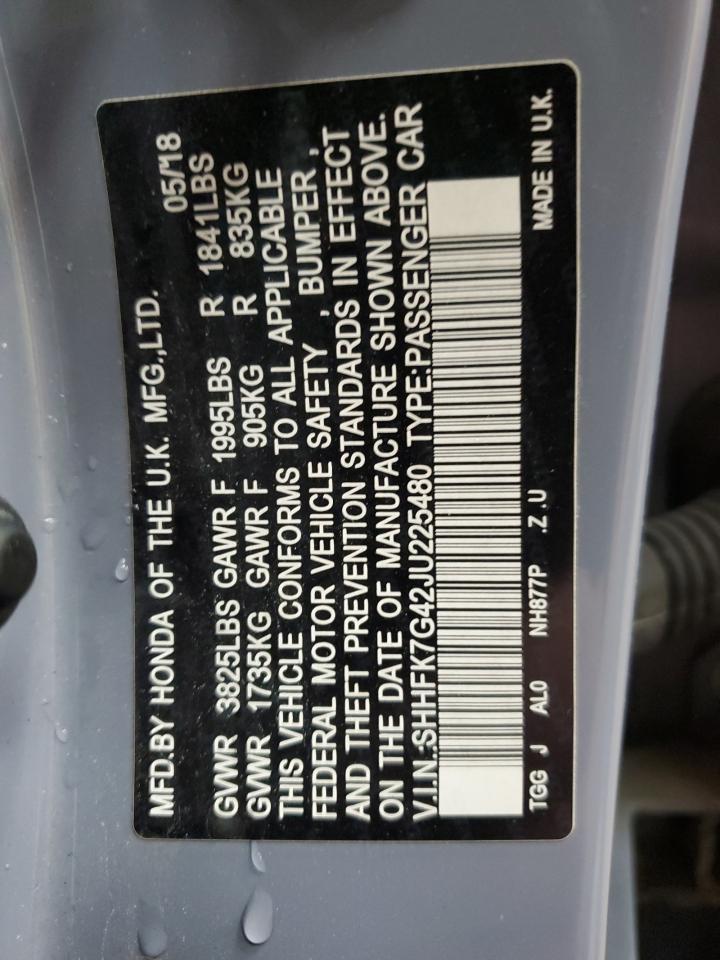 MFD.BY HONDA OF THE U.K. MFG.,LTD. 05/18
GVWR 3825LBS GAWR F 1995LBS R 1841LBS
GVWR 1735KG GAWR F 905KG R 835KG
THIS VEHICLE CONFORMS TO ALL APPLICABLE
FEDERAL MOTOR VEHICLE SAFETY , BUMPER ,
AND THEFT PREVENTION STANDARDS IN EFFECT
ON THE DATE OF MANUFACTURE SHOWN ABOVE.
V.I.N.:SHHFK7G42JU225480 TYPE:PASSENGER CAR
TGG J AL0 NH877P .Z .U MADE IN U.K.